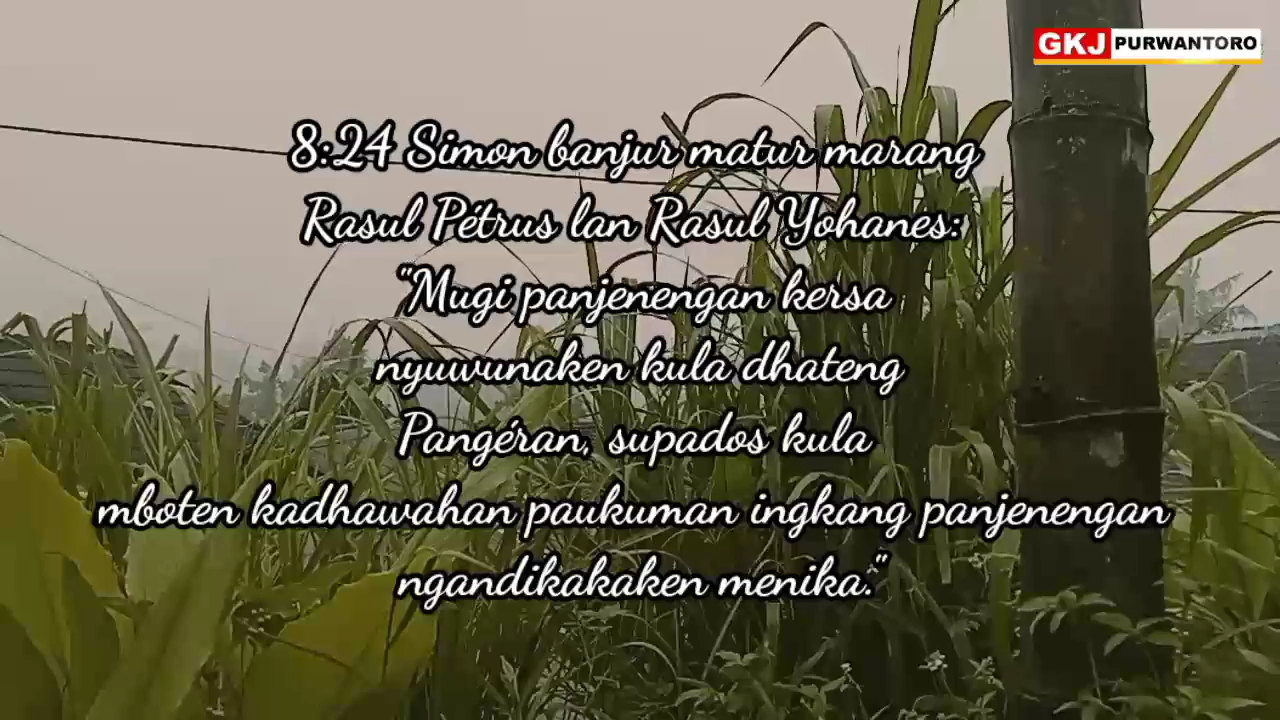 GKJ PURWANTORO
8:24 Simon banjur matur marang
Rasul Pétrus lan Rasul Yohanes:
"Mugi panjenengan kersa
nyuwunaken kula dhateng
Pangéran, supados kula
mboten kadhawahan paukuman ingkang panjenengan
ngandikakaken menika."